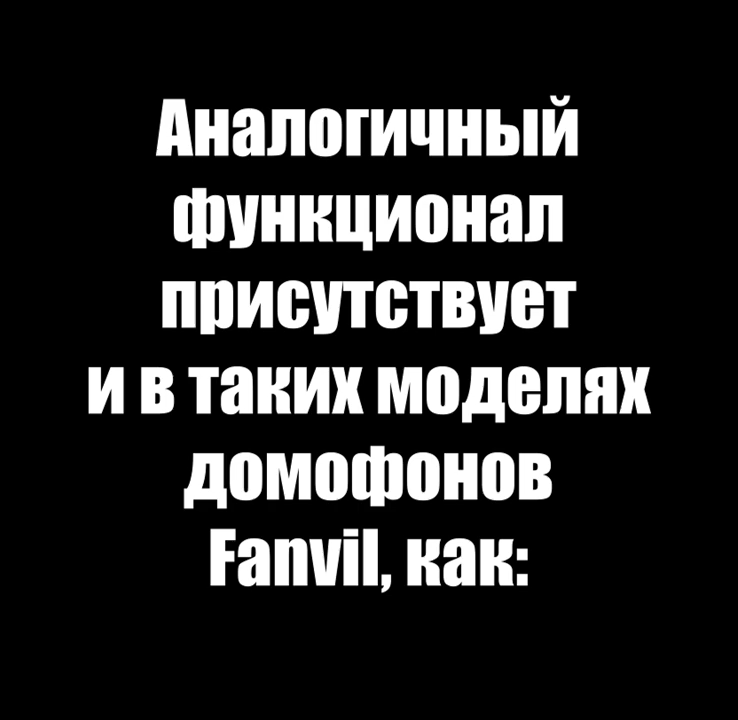 Аналогичный
функционал
присутствует
и в таких моделях
домофонов
Fanvil, как: